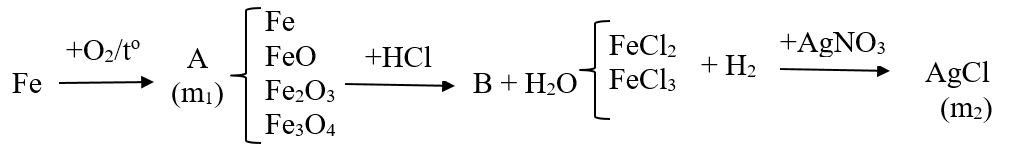 Fe
+O₂/tº
A
(m₁)
Fe
FeO
Fe₂O₃
Fe₃O₄
+HCl
B + H₂O
FeCl₂
FeCl₃
+ H₂
+AgNO₃
AgCl
(m₂)